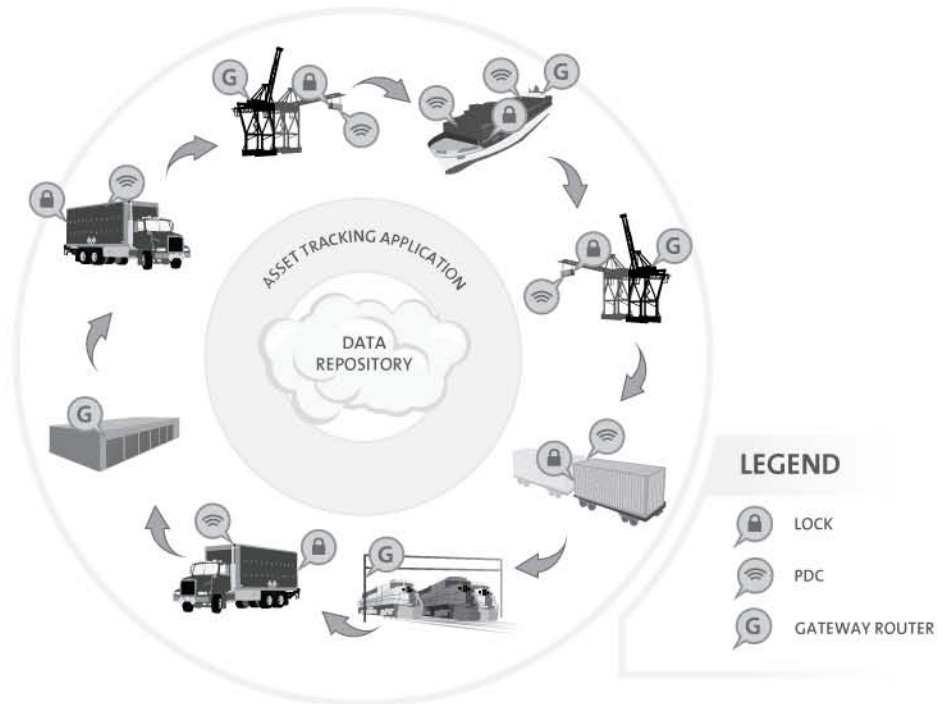 G
G
ASSET TRACKING APPLICATION
G
DATA
REPOSITORY
G
G
LEGEND
LOCK
PDC
G GATEWAY ROUTER